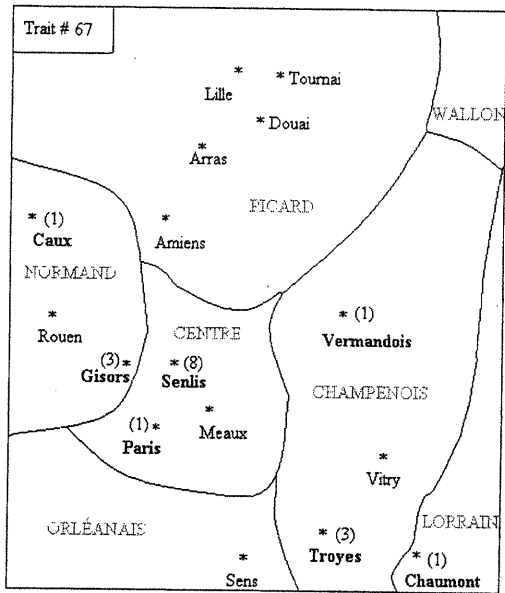 Trait # 67
* * Tournai
Lille
WALLON
* Douai
*
Arras
FICARD
* (1)
Caux
*
Amiens
NORMAND
*
Rouen
CENTRE
* (1)
Vermandois
(3) *
Gisors
* (8)
Senlis
CHAMPENOIS
(1) *
Paris
*
Meaux
*
Vitry
ORLÉANAIS
LORRAIN
* (3)
Troyes
*
Sens
* (1)
Chaumont